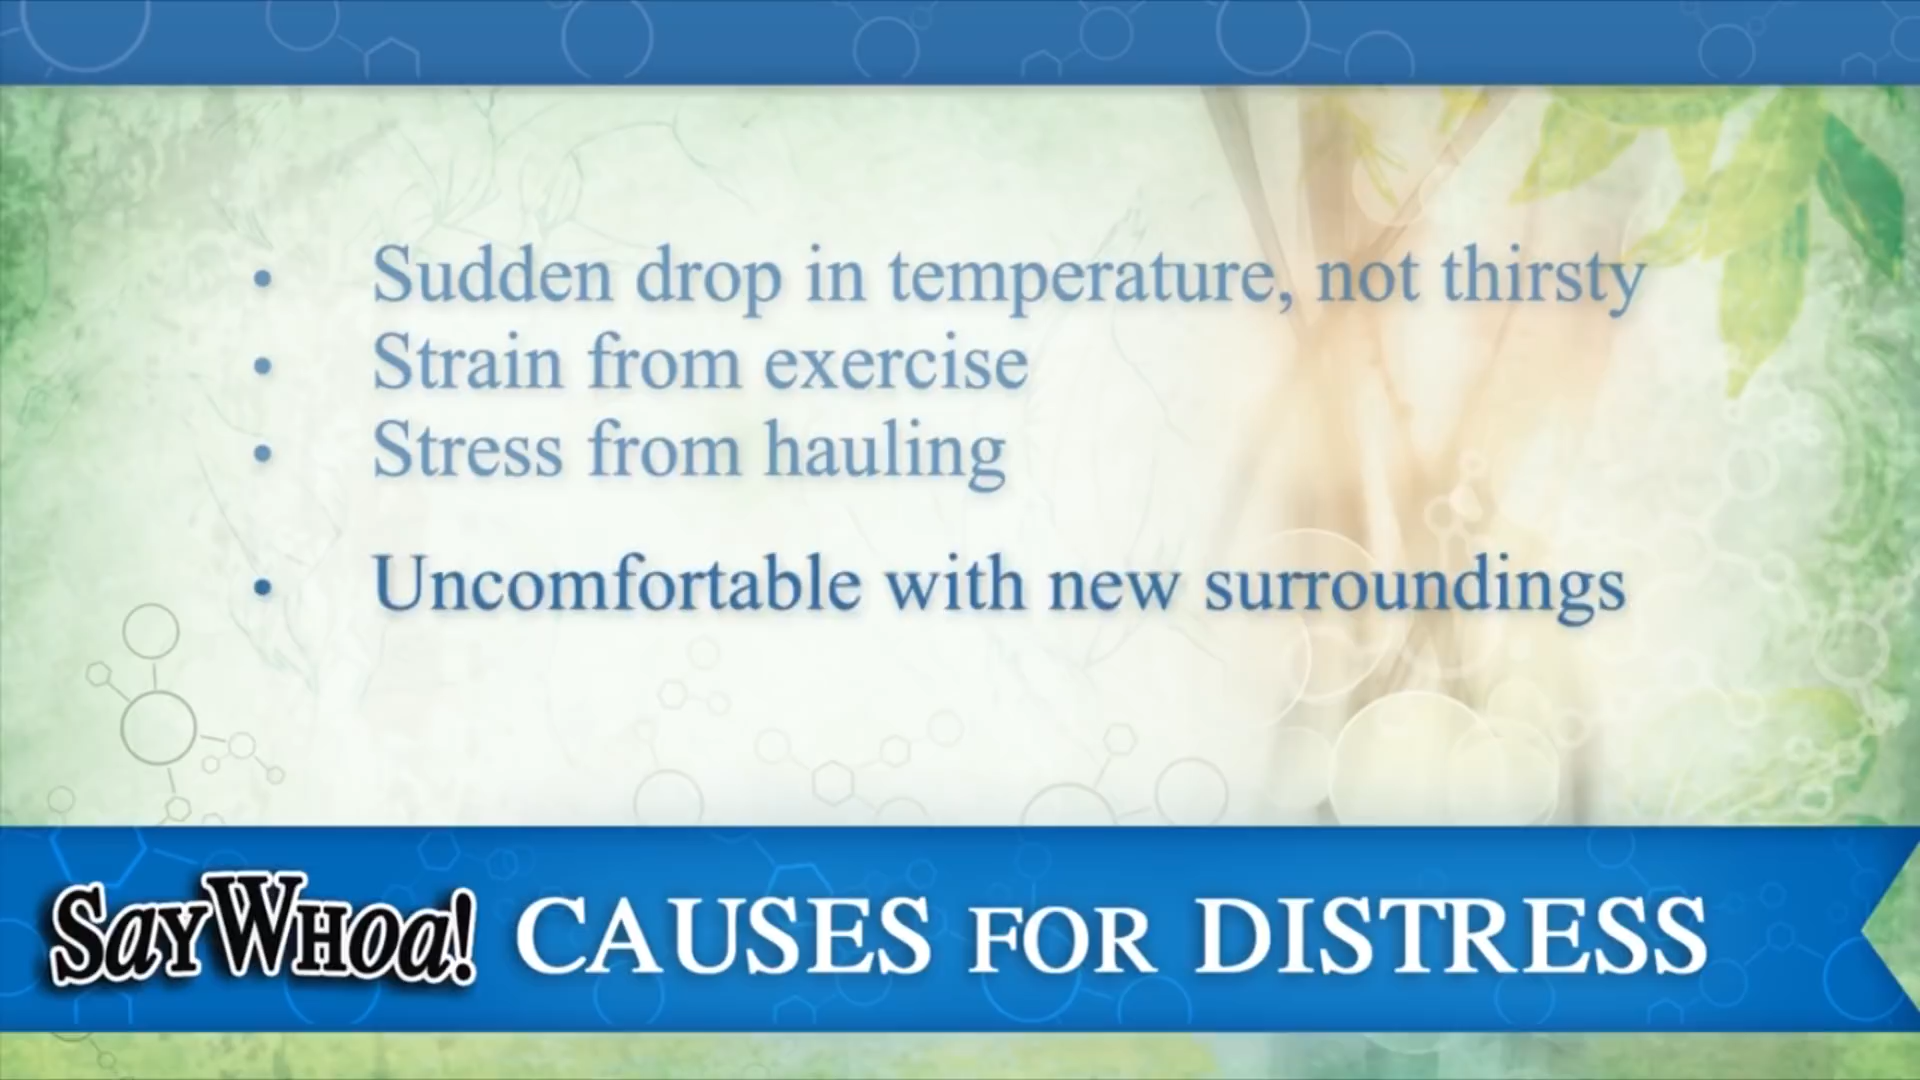 • Sudden drop in temperature, not thirsty
• Strain from exercise
• Stress from hauling
• Uncomfortable with new surroundings
SayWhoa! CAUSES FOR DISTRESS